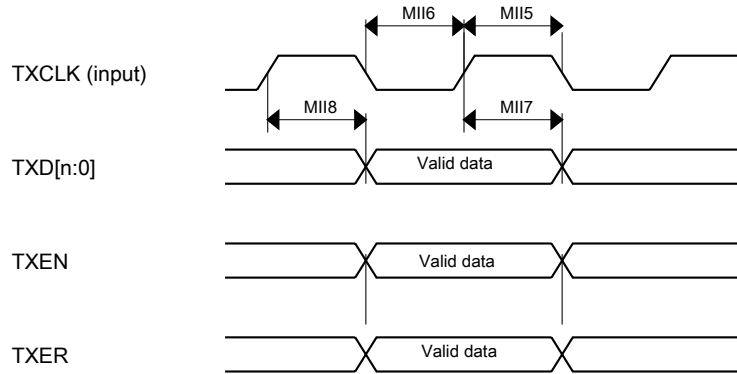 MII6 MII5
TXCLK (input)
MII8 MII7
TXD[n:0] Valid data
TXEN Valid data
TXER Valid data